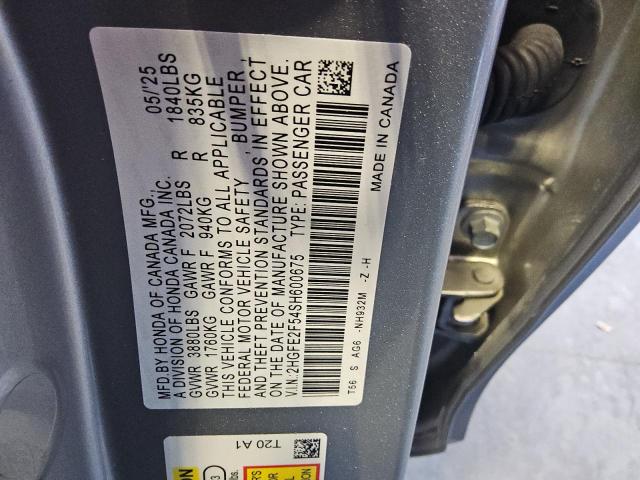 MFD.BY HONDA OF CANADA MFG., 05/'25
A DIVISION OF HONDA CANADA INC.
GVWR 3880LBS GAWR F 2072LBS R 1840LBS
GVWR 1760KG GAWR F 940KG R 835KG
THIS VEHICLE CONFORMS TO ALL APPLICABLE
FEDERAL MOTOR VEHICLE SAFETY , BUMPER ,
AND THEFT PREVENTION STANDARDS IN EFFECT
ON THE DATE OF MANUFACTURE SHOWN ABOVE.
V.I.N.:2HGFE2F54SH600675 TYPE: PASSENGER CAR
T56 S AG6 -NH932M -Z -H
MADE IN CANADA
T20 A1